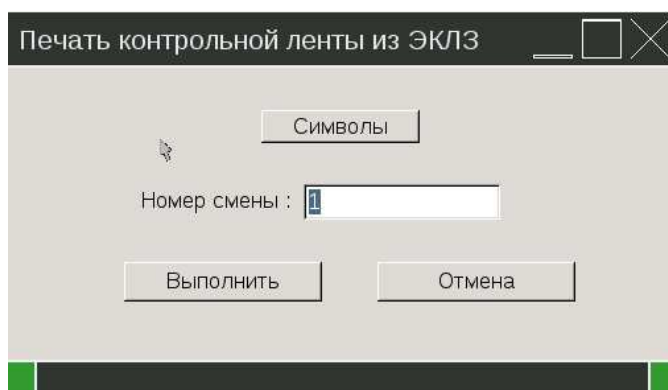 Печать контрольной ленты из ЭКЛЗ
Символы
Номер смены : 1
Выполнить Отмена